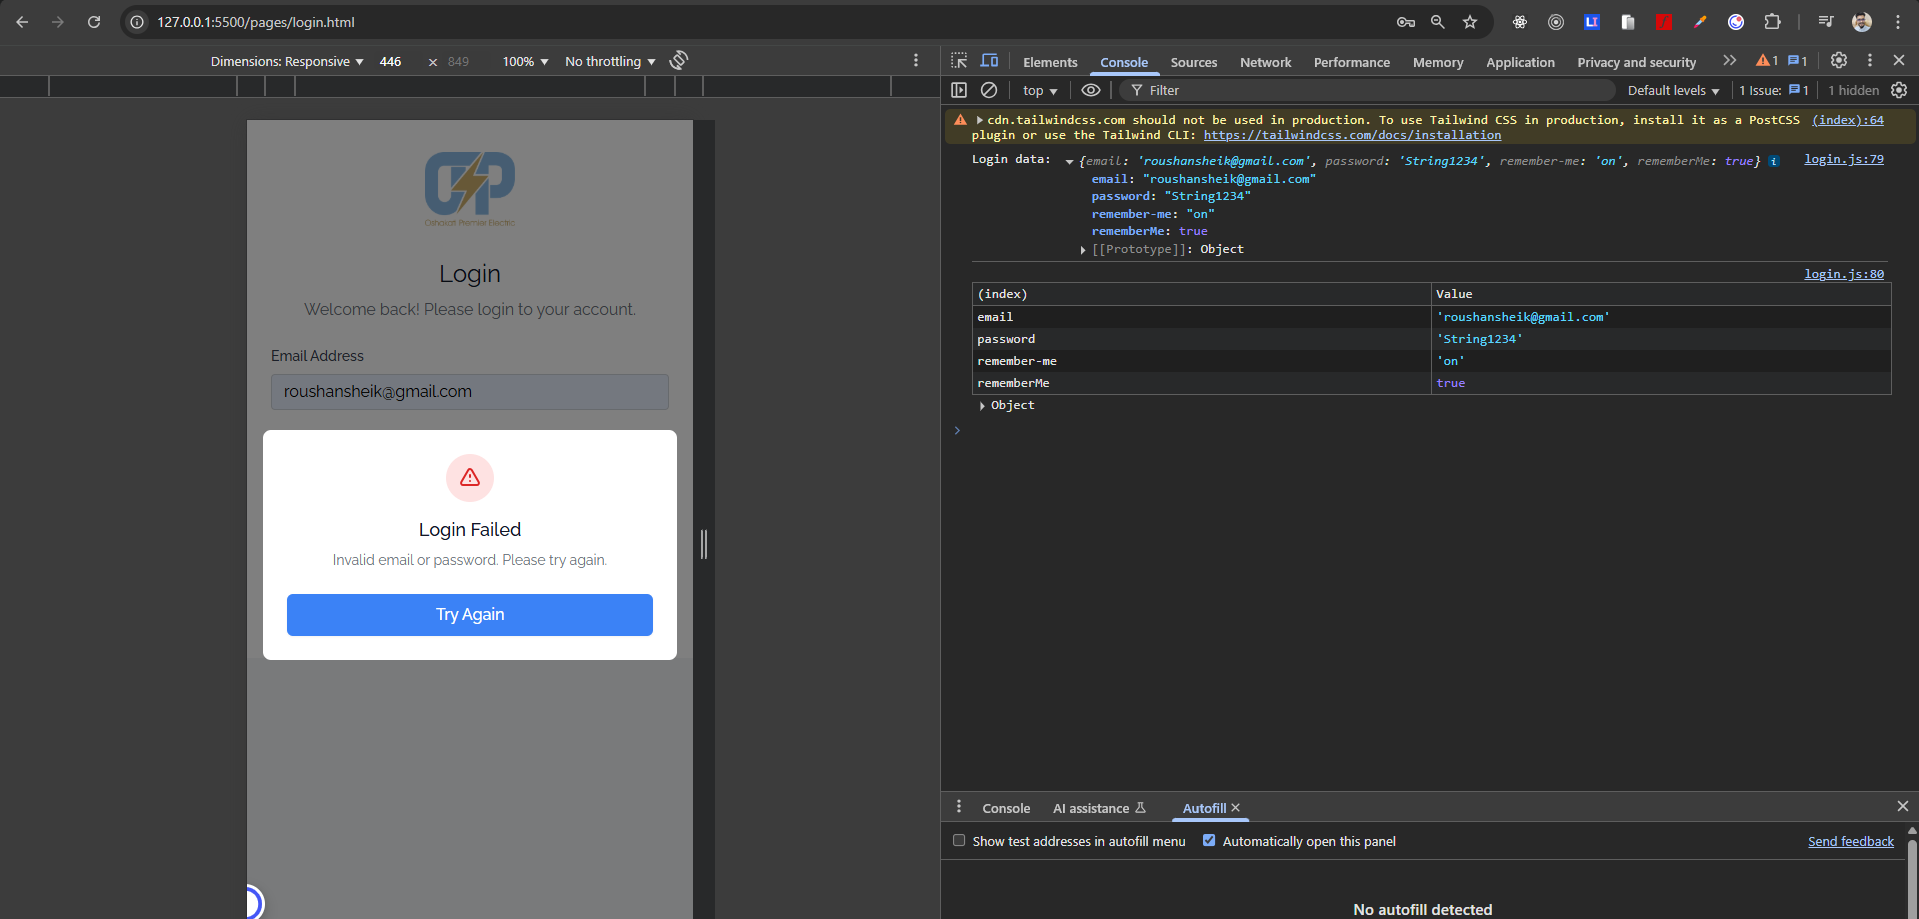 127.0.0.1:5500/pages/login.html
Dimensions: Responsive 446 × 849 100% No throttling
Oshosoft Premier Electric
Login
Welcome back! Please login to your account.
Email Address
roushansheik@gmail.com
Login Failed
Invalid email or password. Please try again.
Try Again
Elements Console Sources Network Performance Memory Application Privacy and security 1 1
top Filter Default levels 1 Issue: 1 1 hidden
cdn.tailwindcss.com should not be used in production. To use Tailwind CSS in production, install it as a PostCSS (index):64
plugin or use the Tailwind CLI: https://tailwindcss.com/docs/installation
Login data: {email: 'roushansheik@gmail.com', password: 'String1234', remember-me: 'on', rememberMe: true} login.js:79
email: "roushansheik@gmail.com"
password: "String1234"
remember-me: "on"
rememberMe: true
[[Prototype]]: Object
login.js:80
(index) Value
email 'roushansheik@gmail.com'
password 'String1234'
remember-me 'on'
rememberMe true
Object
Console AI assistance Autofill
Show test addresses in autofill menu Automatically open this panel Send feedback
No autofill detected